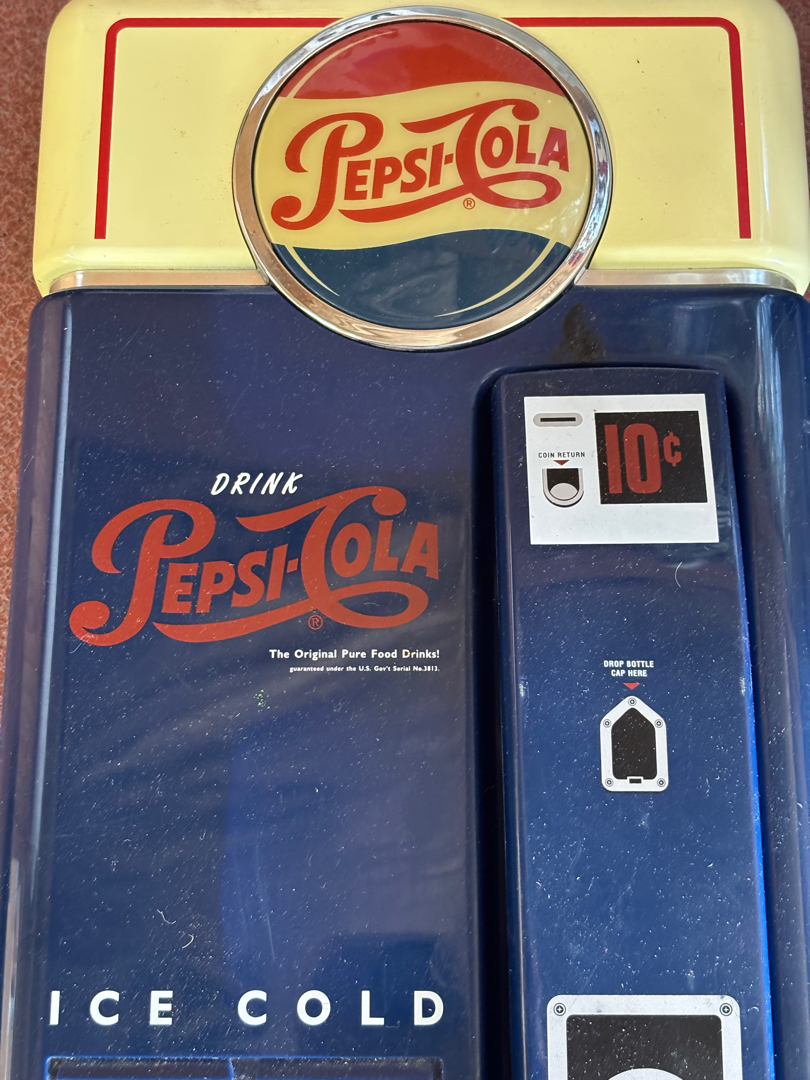 PEPSI-COLA
®
COIN RETURN
10¢
DRINK
PEPSI-COLA
®
The Original Pure Food Drinks!
guaranteed under the U.S. Gov's Serial No.3813.
DROP BOTTLE
CAP HERE
ICE COLD